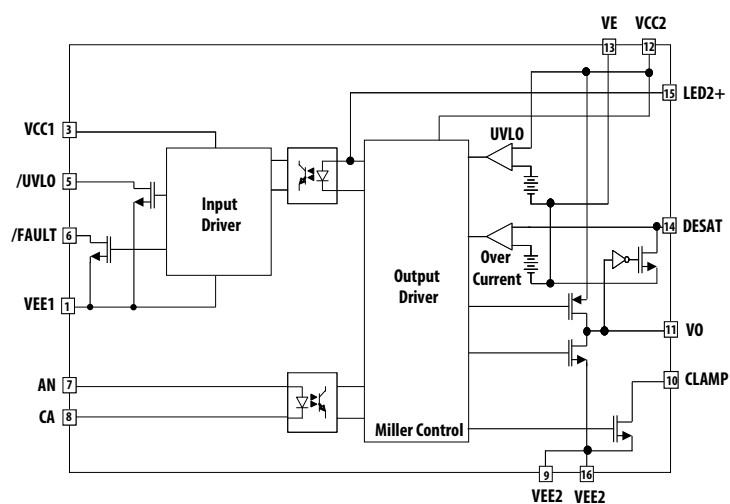 VE VCC2
13 12
15 LED2+
VCC1 3
UVLO
/UVLO 5
Input
Driver
/FAULT 6
14 DESAT
Over
Current
Output
Driver
VEE1 1
11 VO
AN 7
10 CLAMP
CA 8
Miller Control
9 16
VEE2 VEE2